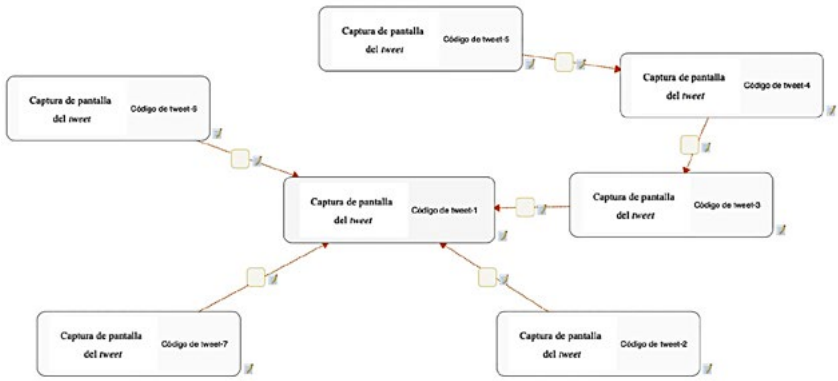 Captura de pantalla
del tweet
Código de tweet-5
Captura de pantalla
del tweet
Código de tweet-4
Captura de pantalla
del tweet
Código de tweet-6
Captura de pantalla
del tweet
Código de tweet-1
Captura de pantalla
del tweet
Código de tweet-3
Captura de pantalla
del tweet
Código de tweet-7
Captura de pantalla
del tweet
Código de tweet-2